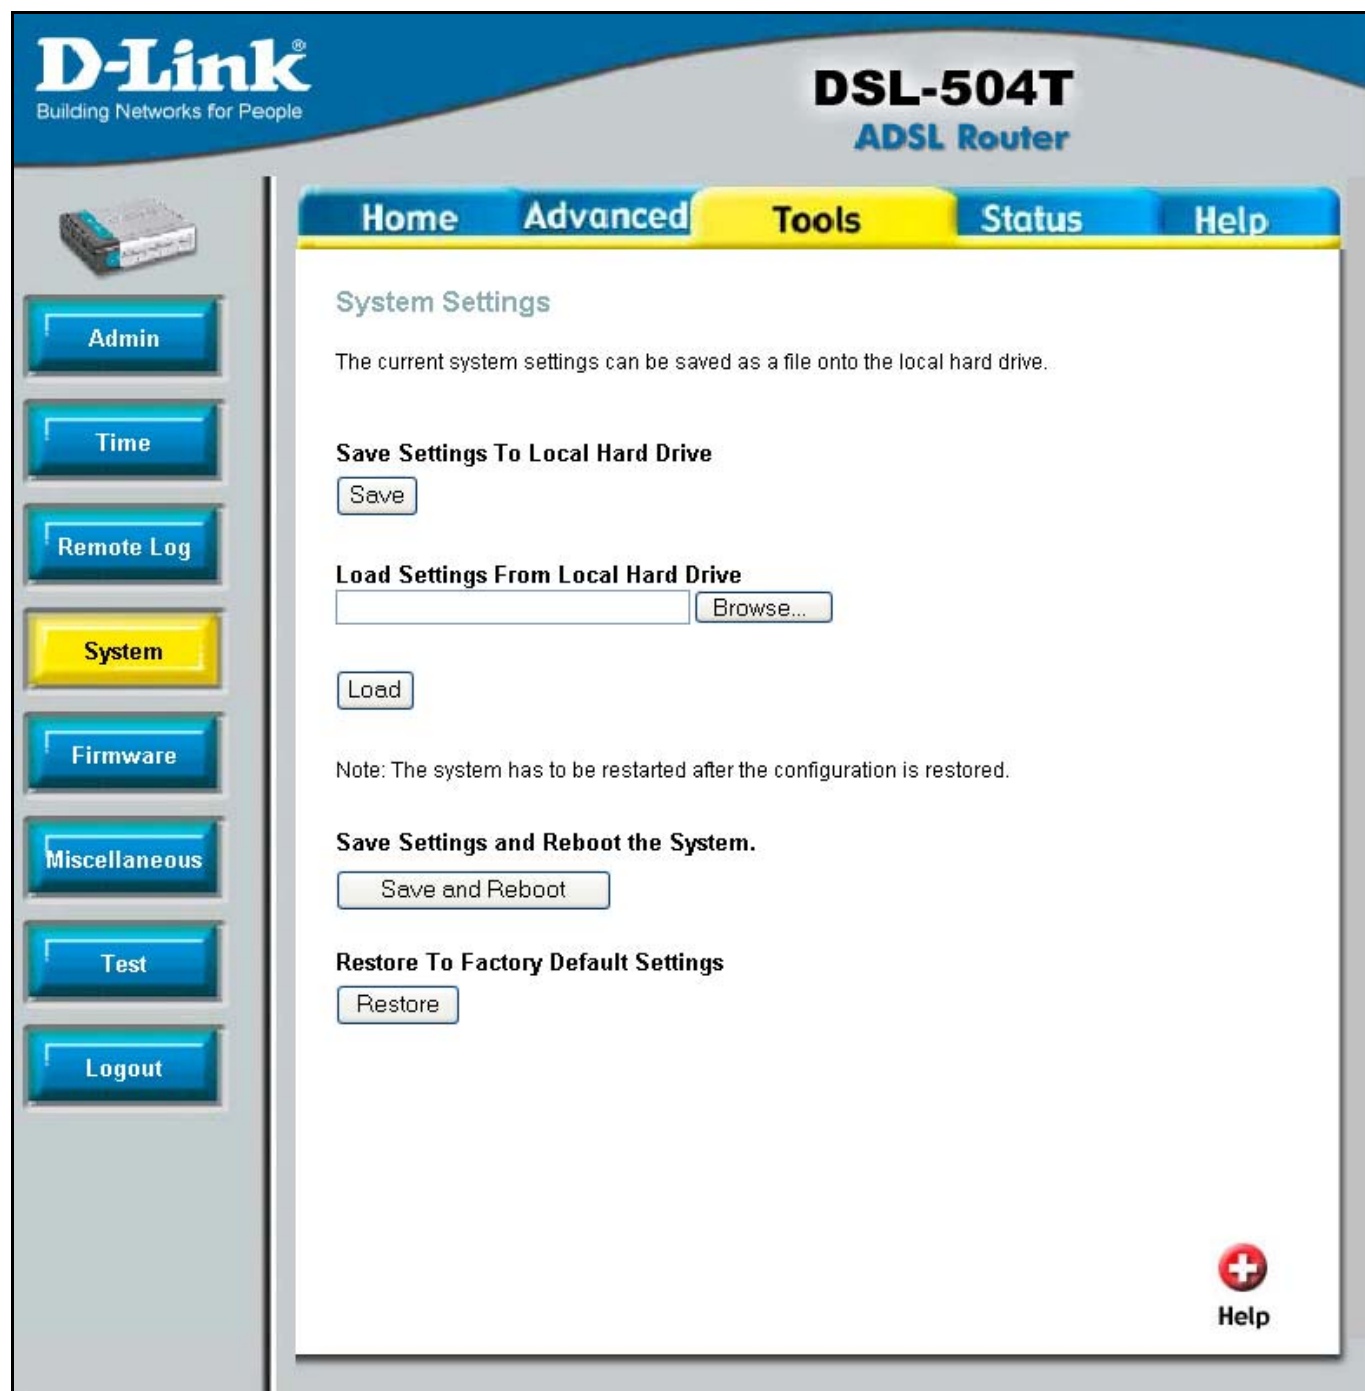 D-Link®
Building Networks for People
DSL-504T
ADSL Router
Home
Advanced
Tools
Status
Help
Admin
Time
Remote Log
System
Firmware
Miscellaneous
Test
Logout
System Settings
The current system settings can be saved as a file onto the local hard drive.
Save Settings To Local Hard Drive
Save
Load Settings From Local Hard Drive
Browse...
Load
Note: The system has to be restarted after the configuration is restored.
Save Settings and Reboot the System.
Save and Reboot
Restore To Factory Default Settings
Restore
Help